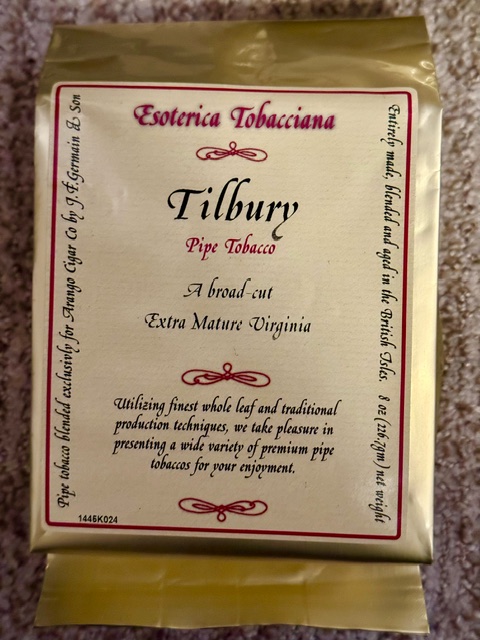 Esoterica Tobacciana
Tilbury
Pipe Tobacco
A broad-cut
Extra Mature Virginia
Utilizing finest whole leaf and traditional
production techniques, we take pleasure in
presenting a wide variety of premium pipe
tobaccos for your enjoyment.
1445K024
Pipe tobacco blended exclusivly for Arango Cigar Co by J.F.Germain & Son
Entirely made, blended and aged in the British Isles, 8 oz (226.7gm) net weight